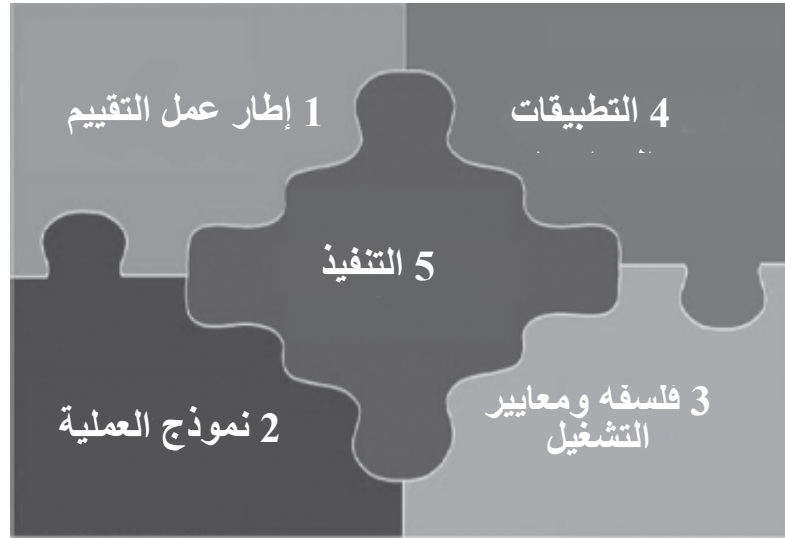 1 إطار عمل التقييم
4 التطبيقات
5 التنفيذ
2 نموذج العملية
3 فلسفه ومعايير
التشغيل